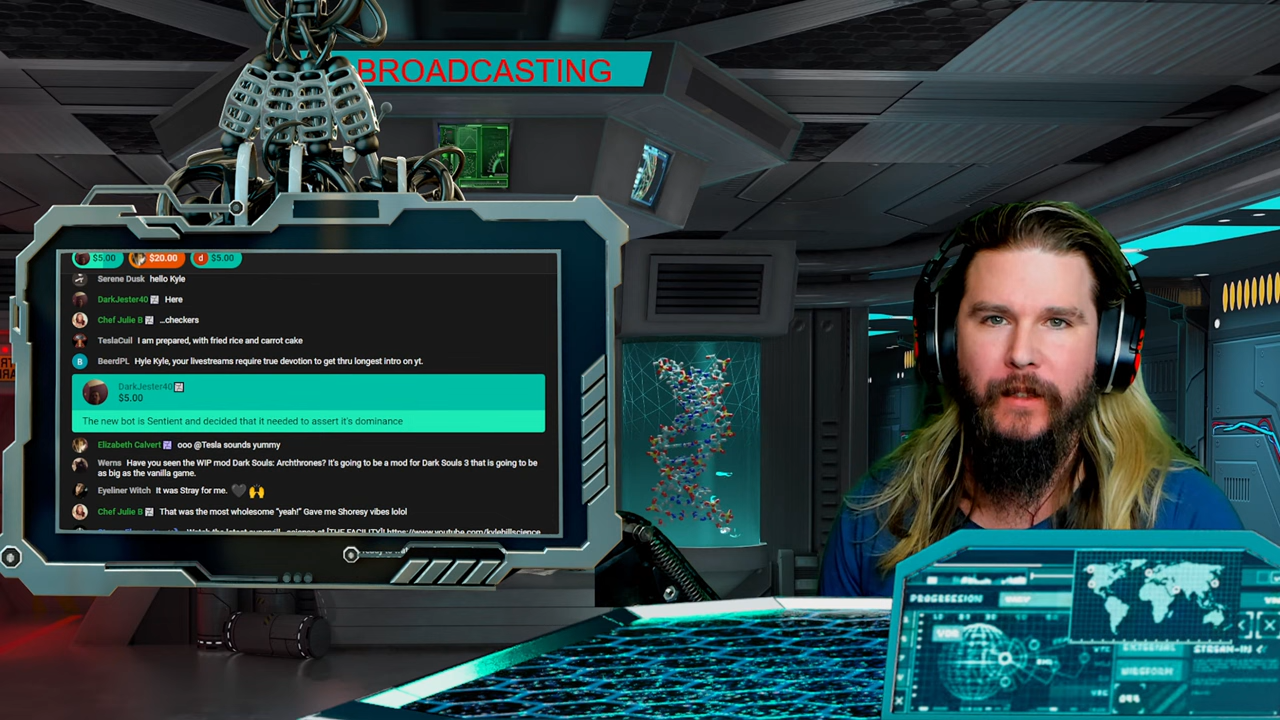 BROADCASTING
$5.00 $20.00 d $5.00
Serene Dusk hello Kyle
DarkJester40 Here
Chef Julie B ...checkers
TeslaCuil I am prepared, with fried rice and carrot cake
B BeerdPL Hyle Kyle, your livestreams require true devotion to get thru longest intro on yt.
DarkJester40
$5.00
The new bot is Sentient and decided that it needed to assert it's dominance
Elizabeth Calvert ooo @Tesla sounds yummy
Werns Have you seen the WIP mod Dark Souls: Archthrones? It's going to be a mod for Dark Souls 3 that is going to be
as big as the vanilla game.
Eyeliner Witch It was Stray for me. 🖤 🙌
Chef Julie B That was the most wholesome "yeah!" Gave me Shoresy vibes lolol
PROGRESSION
STREAM-IN